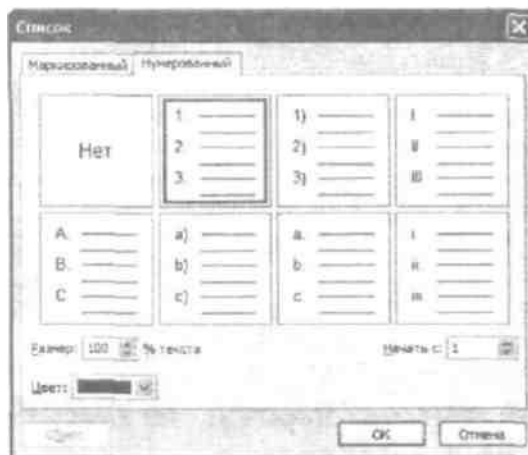 Список
Маркированный Нумерованный
Нет
1. 1) I.
2. 2) II.
3. 3) III.
A. a) a. i.
B. b) b. ii.
C. c) c. iii.
Размер: 100 % текста Начать с: 1
Цвет:
OK Отмена